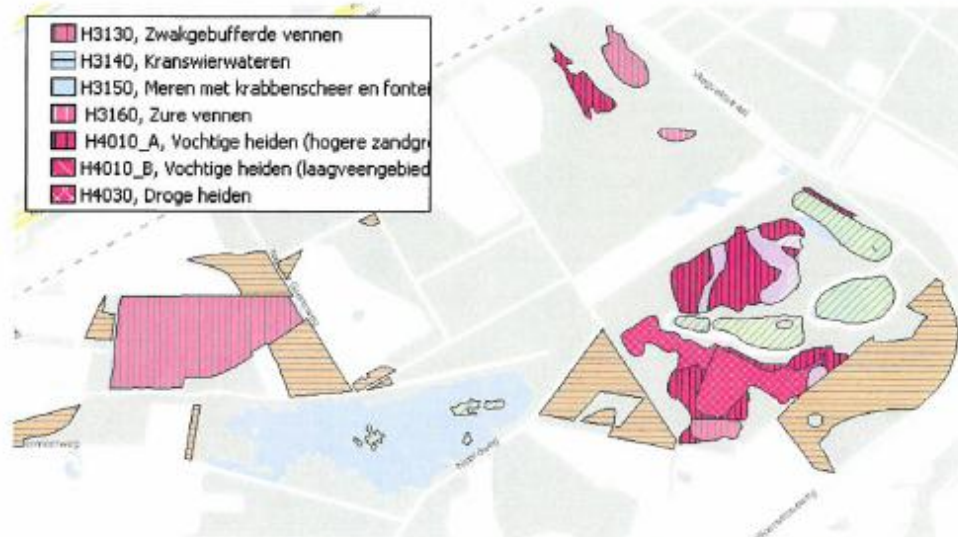 H3130, Zwakgebufferde vennen
H3140, Kranswierwateren
H3150, Meren met krabbenscheer en fontei
H3160, Zure vennen
H4010_A, Vochtige heiden (hogere zandgr
H4010_B, Vochtige heiden (laagveengebied
H4030, Droge heiden